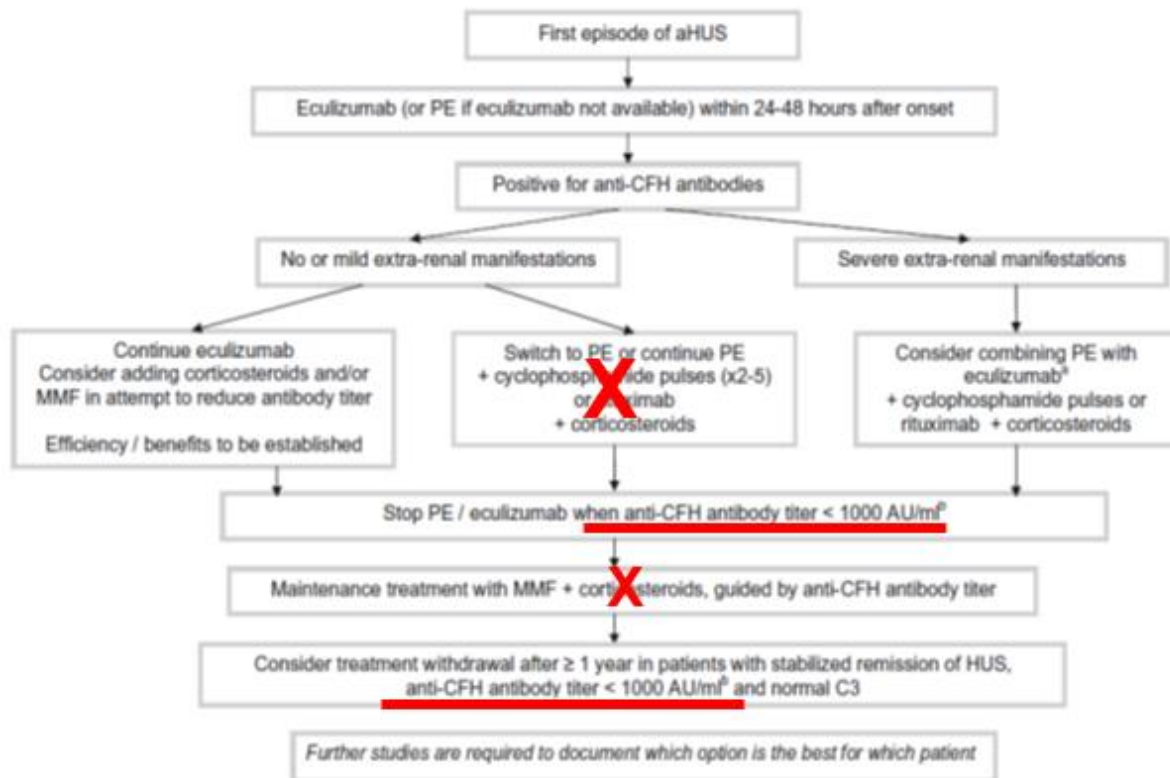 First episode of aHUS
Eculizumab (or PE if eculizumab not available) within 24-48 hours after onset
Positive for anti-CFH antibodies
No or mild extra-renal manifestations
Severe extra-renal manifestations
Continue eculizumab
Consider adding corticosteroids and/or
MMF in attempt to reduce antibody titer
Efficiency / benefits to be established
Switch to PE or continue PE
+ cyclophosphamide pulses (x2-5)
or rituximab
+ corticosteroids
X
Consider combining PE with
eculizumabª
+ cyclophosphamide pulses or
rituximab + corticosteroids
Stop PE / eculizumab when anti-CFH antibody titer < 1000 AU/mlᵇ
Maintenance treatment with MMF + corticosteroids, guided by anti-CFH antibody titer
X
Consider treatment withdrawal after ≥ 1 year in patients with stabilized remission of HUS,
anti-CFH antibody titer < 1000 AU/mlᵇ and normal C3
Further studies are required to document which option is the best for which patient